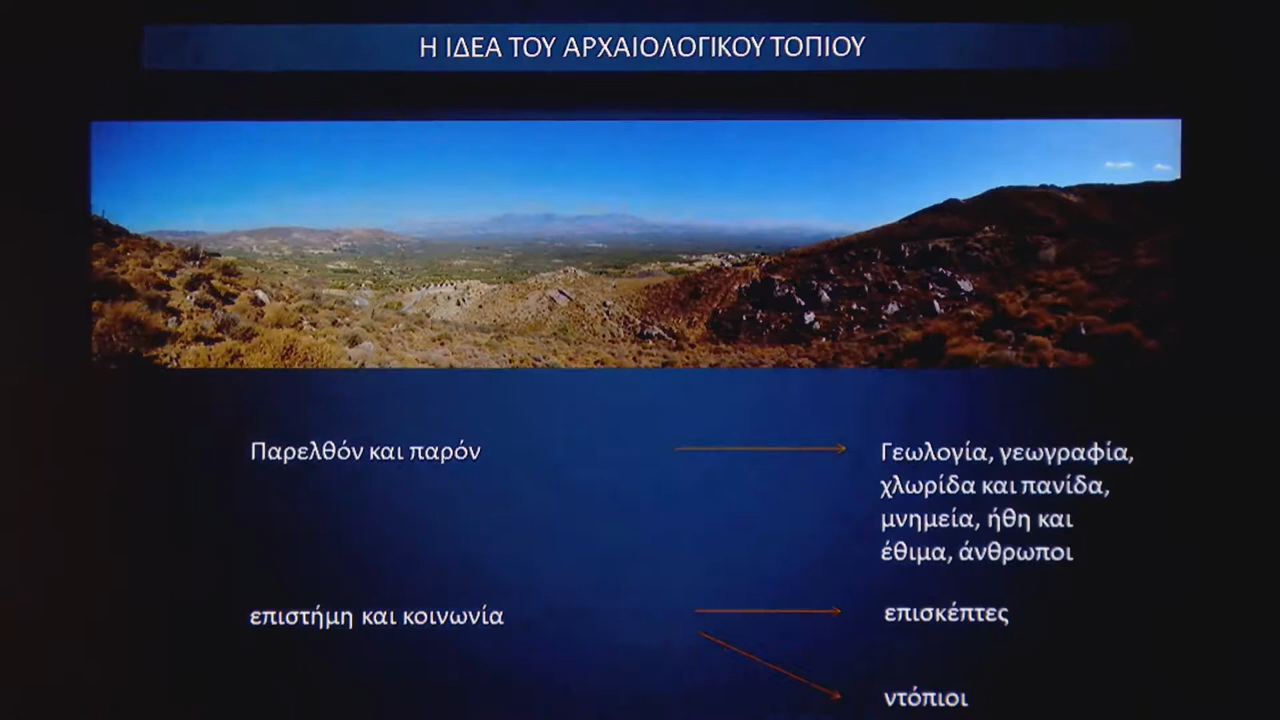 Η ΙΔΕΑ ΤΟΥ ΑΡΧΑΙΟΛΟΓΙΚΟΥ ΤΟΠΙΟΥ
Παρελθόν και παρόν
Γεωλογία, γεωγραφία,
χλωρίδα και πανίδα,
μνημεία, ήθη και
έθιμα, άνθρωποι
επιστήμη και κοινωνία
επισκέπτες
ντόπιοι